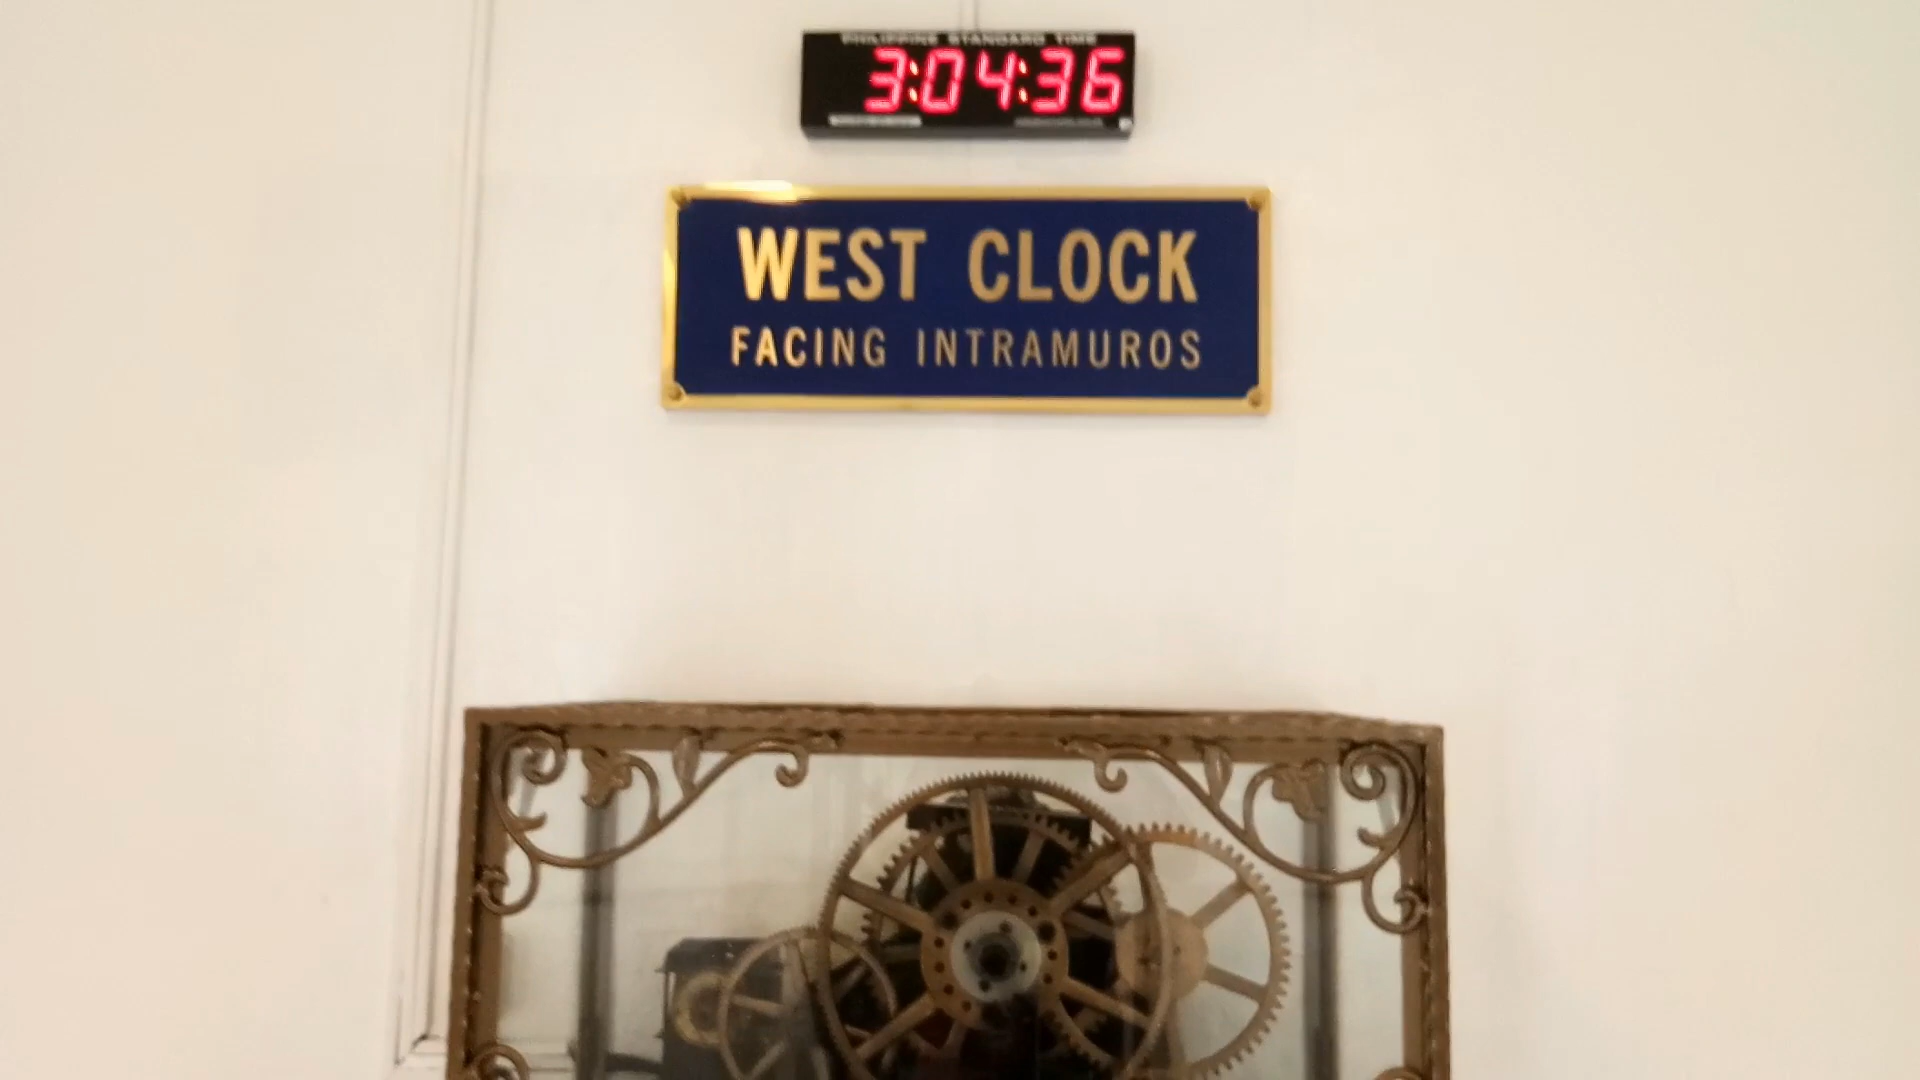 PHILIPPINE STANDARD TIME
3:04:36
WEST CLOCK
FACING INTRAMUROS